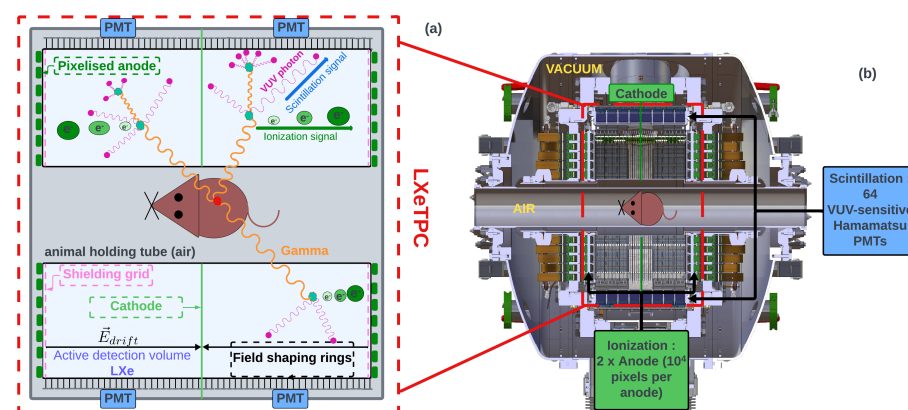 PMT
PMT
(a)
Pixelised anode
VUV photon
Scintillation signal
e-
e-
e-
e-
e-
Ionization signal
LXeTPC
animal holding tube (air)
Gamma
Shielding grid
Cathode
e-
e-
e-
e-
E⃗drift
Active detection volume
LXe
Field shaping rings
PMT
PMT
VACUUM
(b)
Cathode
AIR
Scintillation
64
VUV-sensitive
Hamamatsu
PMTs
Ionization :
2 x Anode (10⁴
pixels per
anode)